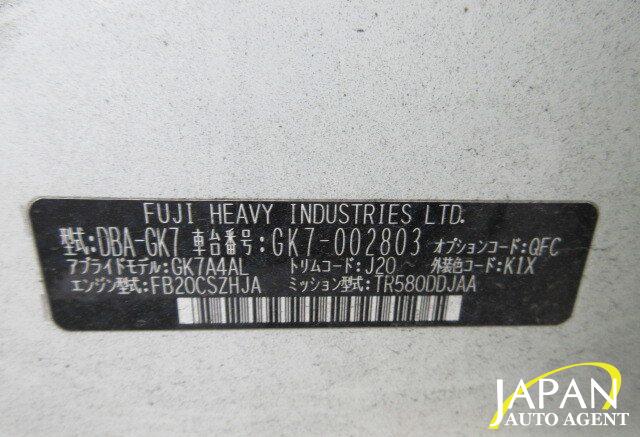 FUJI HEAVY INDUSTRIES LTD.
型式:DBA-GK7 車台番号:GK7-002803 オプションコード:QFC
アプライドモデル:GK7A4AL トリムコード:J20 外装色コード:K1X
エンジン型式:FB20CSZHJA ミッション型式:TR580DDJAA
JAPAN
AUTO AGENT